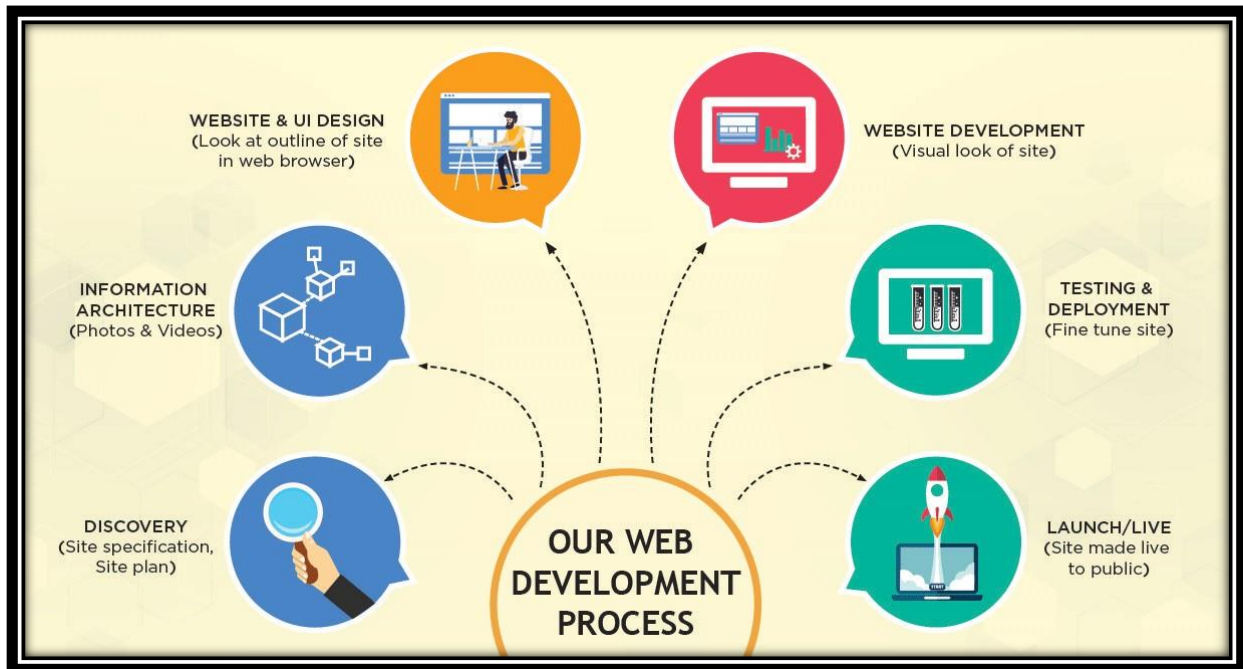 WEBSITE & UI DESIGN
(Look at outline of site
in web browser)
WEBSITE DEVELOPMENT
(Visual look of site)
INFORMATION
ARCHITECTURE
(Photos & Videos)
TESTING &
DEPLOYMENT
(Fine tune site)
DISCOVERY
(Site specification,
Site plan)
OUR WEB
DEVELOPMENT
PROCESS
LAUNCH/LIVE
(Site made live
to public)
START